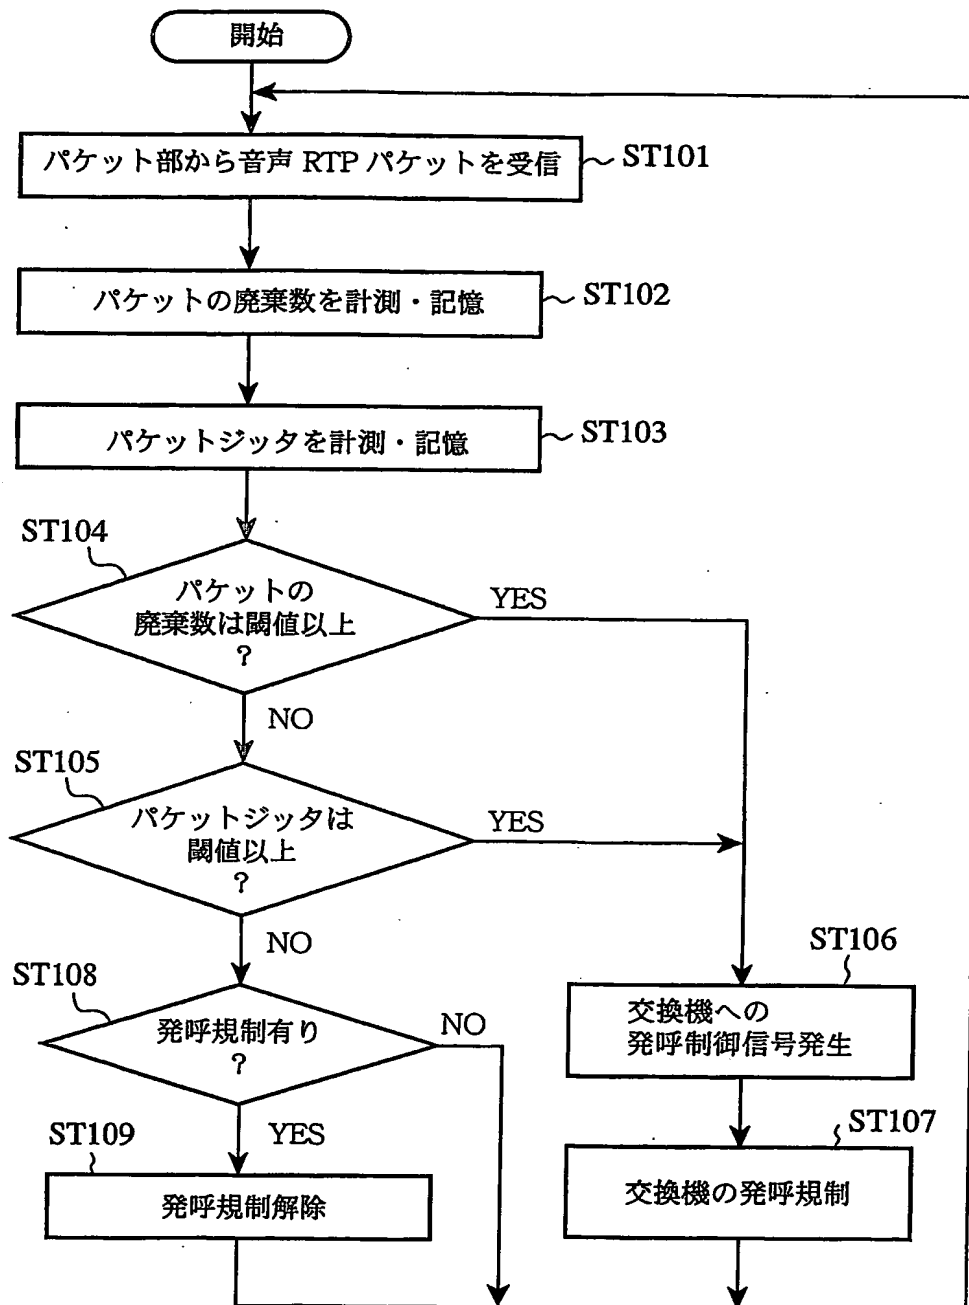 開始
パケット部から音声 RTP パケットを受信
ST101
パケットの廃棄数を計測・記憶
ST102
パケットジッタを計測・記憶
ST103
ST104
パケットの
廃棄数は閾値以上
?
YES
NO
ST105
パケットジッタは
閾値以上
?
YES
NO
ST106
交換機への
発呼制御信号発生
ST108
発呼規制有り
?
NO
YES
ST107
交換機の発呼規制
ST109
発呼規制解除